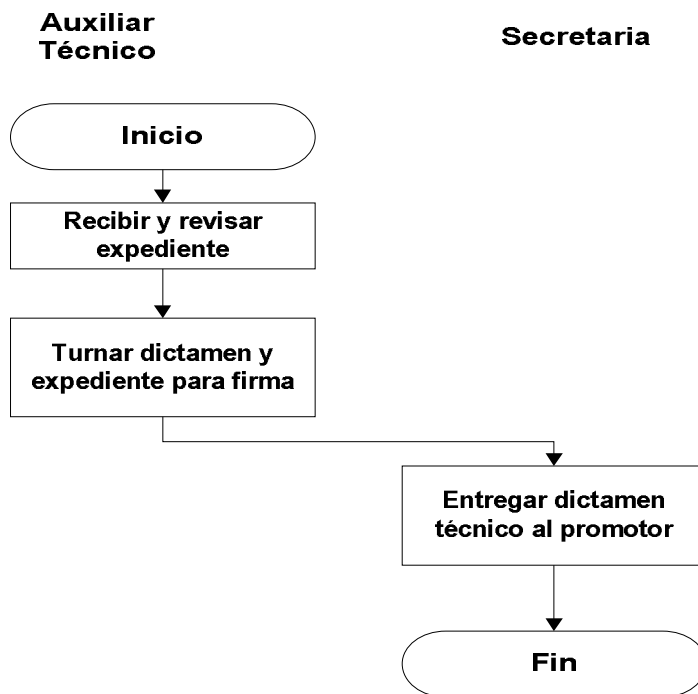 Auxiliar
Técnico
Secretaria
Inicio
Recibir y revisar
expediente
Turnar dictamen y
expediente para firma
Entregar dictamen
técnico al promotor
Fin